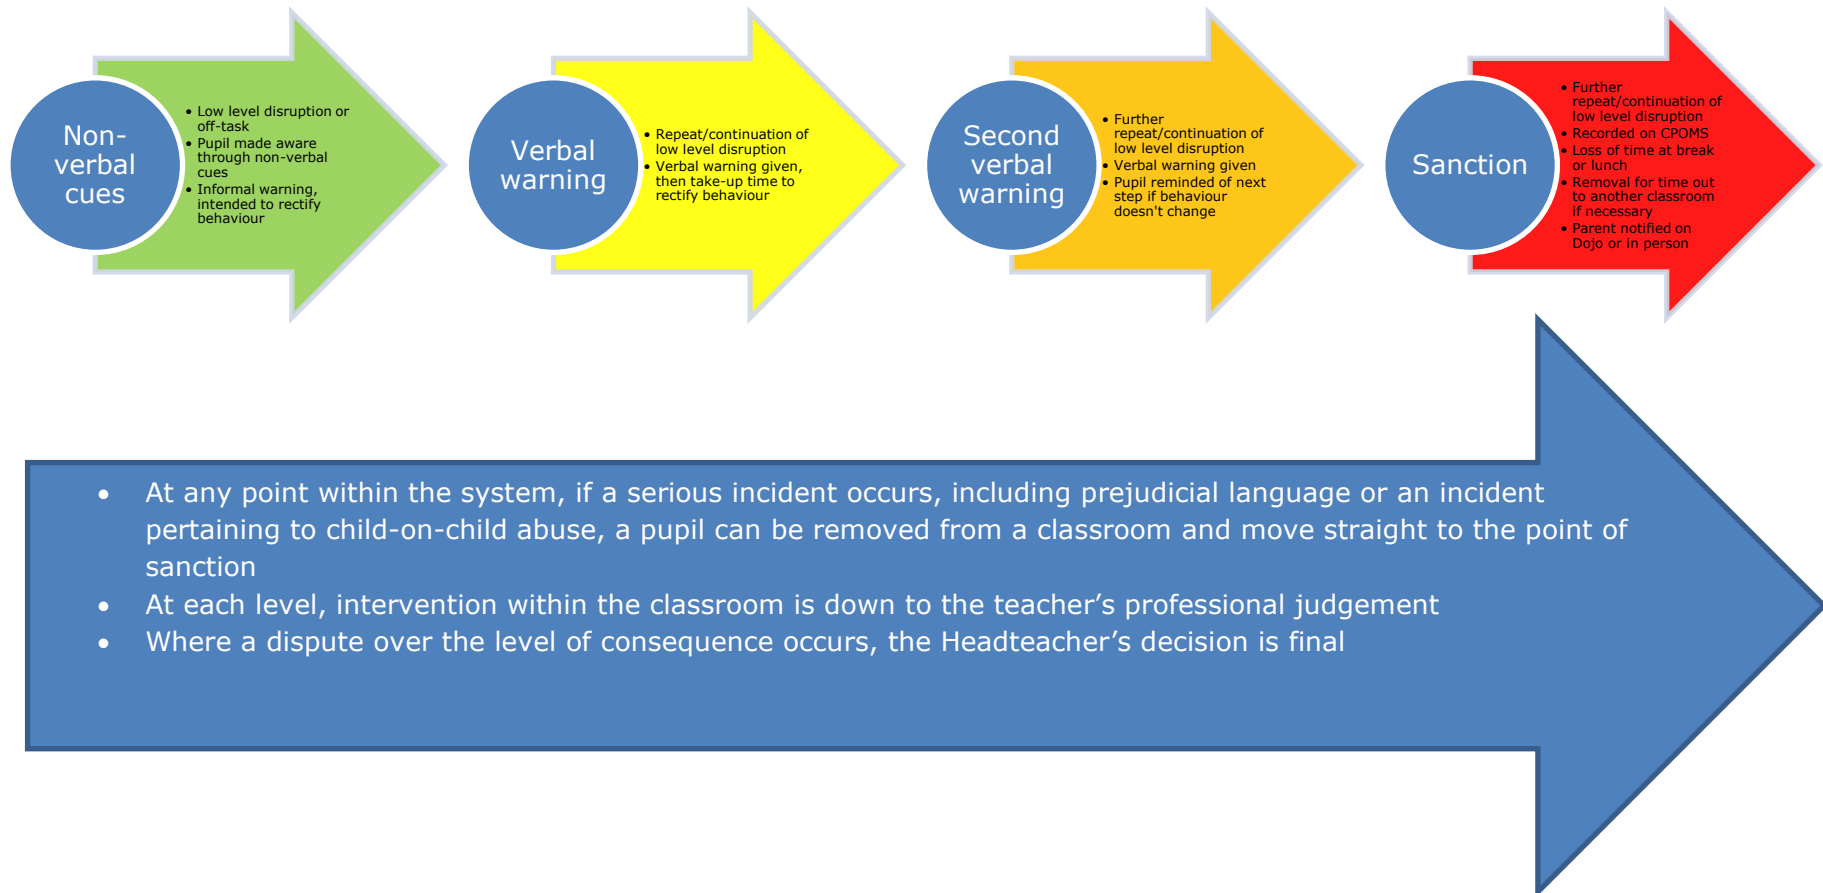 Non-
verbal
cues
• Low level disruption or
off-task
• Pupil made aware
through non-verbal
cues
• Informal warning,
intended to rectify
behaviour
Verbal
warning
• Repeat/continuation of
low level disruption
• Verbal warning given,
then take-up time to
rectify behaviour
Second
verbal
warning
• Further
repeat/continuation of
low level disruption
• Verbal warning given
• Pupil reminded of next
step if behaviour
doesn't change
Sanction
• Further
repeat/continuation of
low level disruption
• Recorded on CPOMS
• Loss of time at break
or lunch
• Removal for time out
to another classroom
if necessary
• Parent notified on
Dojo or in person
• At any point within the system, if a serious incident occurs, including prejudicial language or an incident
pertaining to child-on-child abuse, a pupil can be removed from a classroom and move straight to the point of
sanction
• At each level, intervention within the classroom is down to the teacher’s professional judgement
• Where a dispute over the level of consequence occurs, the Headteacher’s decision is final